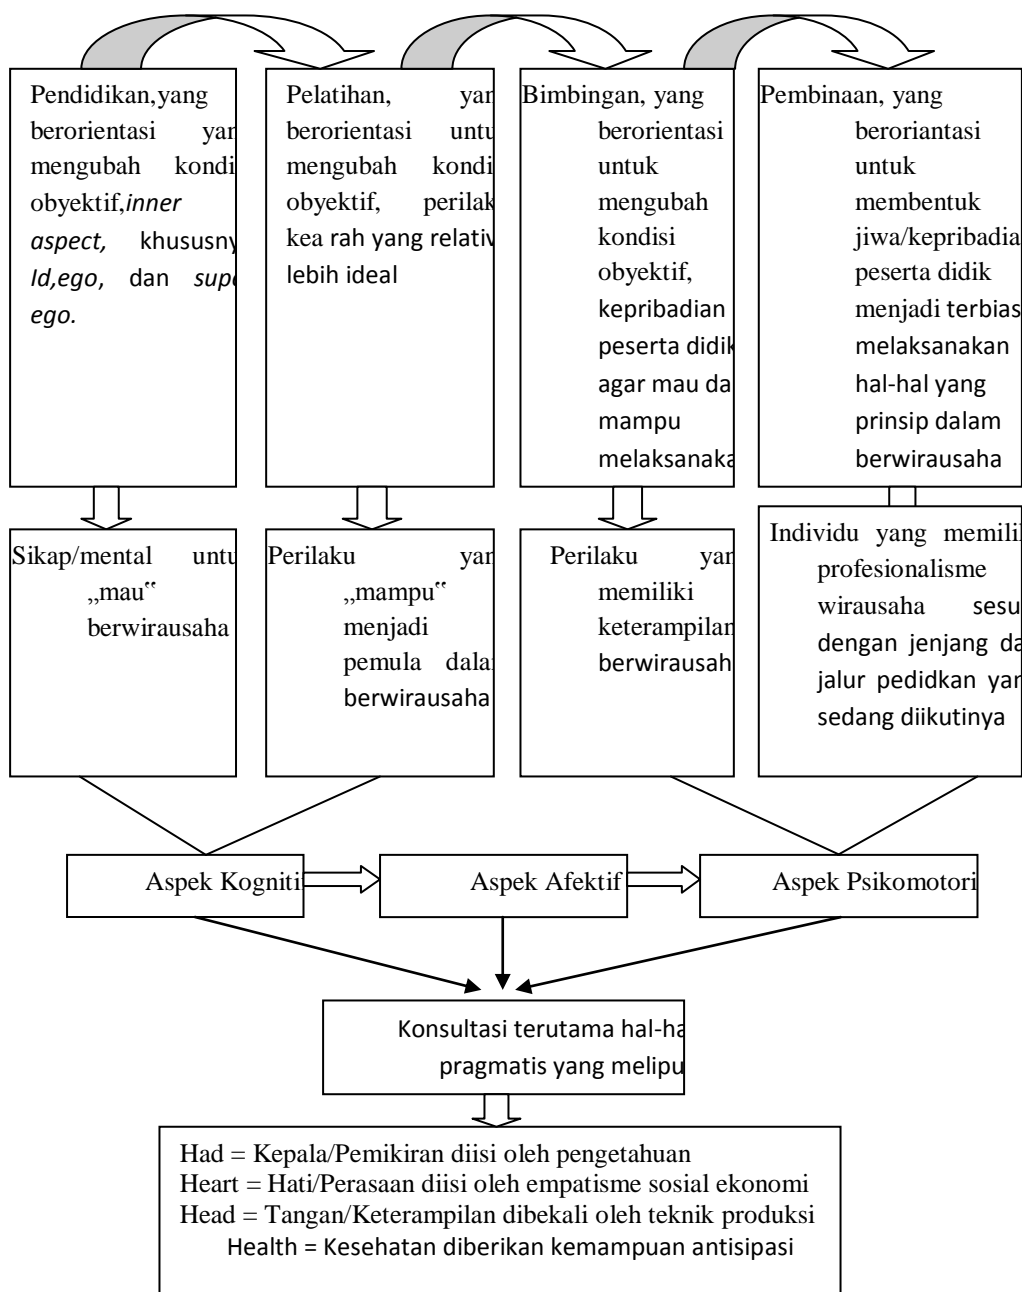 Pendidikan,yang
berorientasi yan
mengubah kondi
obyektif,inner
aspect, khususny
Id,ego, dan supe
ego.
Pelatihan, yan
berorientasi untu
mengubah kondi
obyektif, perilak
kea rah yang relativ
lebih ideal
Bimbingan, yang
berorientasi
untuk
mengubah
kondisi
obyektif,
kepribadian
peserta didik
agar mau da
mampu
melaksanaka
Pembinaan, yang
beroriantasi
untuk
membentuk
jiwa/kepribadia
peserta didik
menjadi terbias
melaksanakan
hal-hal yang
prinsip dalam
berwirausaha
Sikap/mental untu
„mau‟
berwirausaha
Perilaku yan
„mampu‟
menjadi
pemula dala
berwirausaha
Perilaku yan
memiliki
keterampilan
berwirausah
Individu yang memilik
profesionalisme
wirausaha sesu
dengan jenjang da
jalur pedidkan yan
sedang diikutinya
Aspek Kogniti
Aspek Afektif
Aspek Psikomotori
Konsultasi terutama hal-ha
pragmatis yang melipu
Had = Kepala/Pemikiran diisi oleh pengetahuan
Heart = Hati/Perasaan diisi oleh empatisme sosial ekonomi
Head = Tangan/Keterampilan dibekali oleh teknik produksi
Health = Kesehatan diberikan kemampuan antisipasi